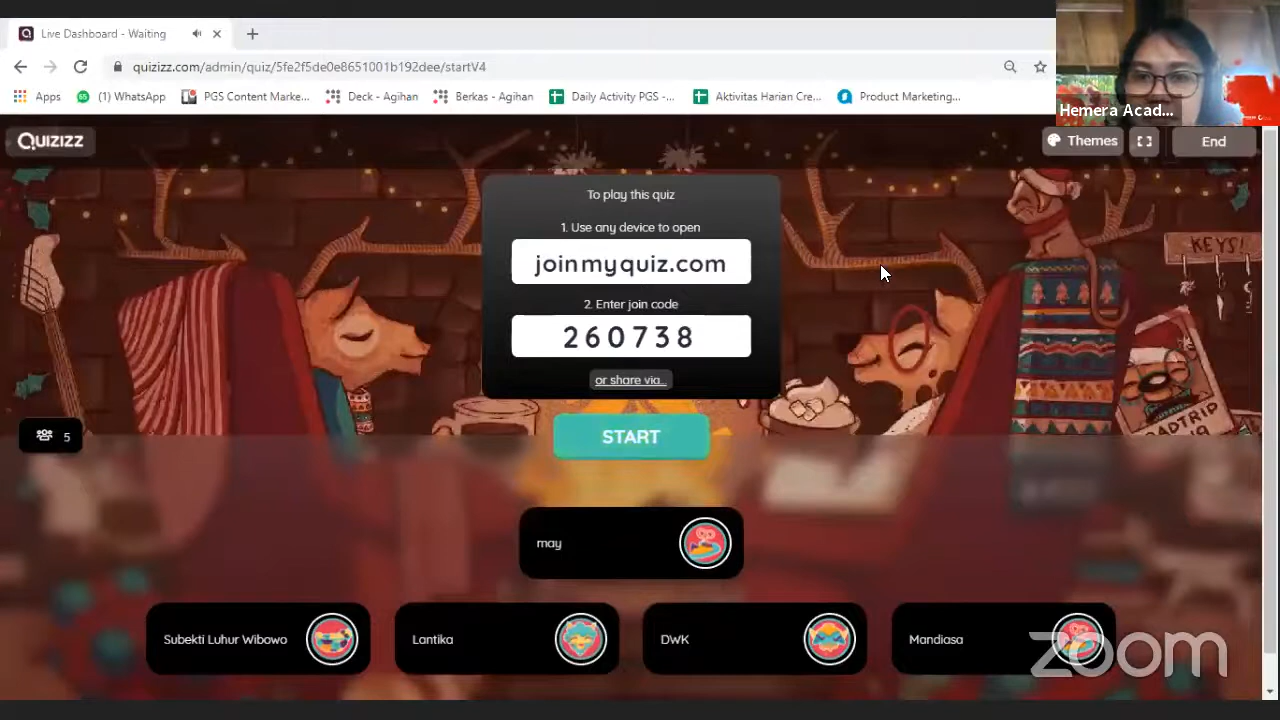 Live Dashboard - Waiting
quizizz.com/admin/quiz/5fe2f5de0e8651001b192dee/startV4
Apps
(1) WhatsApp
PGS Content Marke...
Deck - Agihan
Berkas - Agihan
Daily Activity PGS -...
Aktivitas Harian Cre...
Product Marketing...
Hemera Acad...
Quizizz
Themes
End
To play this quiz
1. Use any device to open
joinmyquiz.com
2. Enter join code
260738
or share via...
KEYS!
5
START
may
Subekti Luhur Wibowo
Lantika
DWK
Mandiasa
zoom